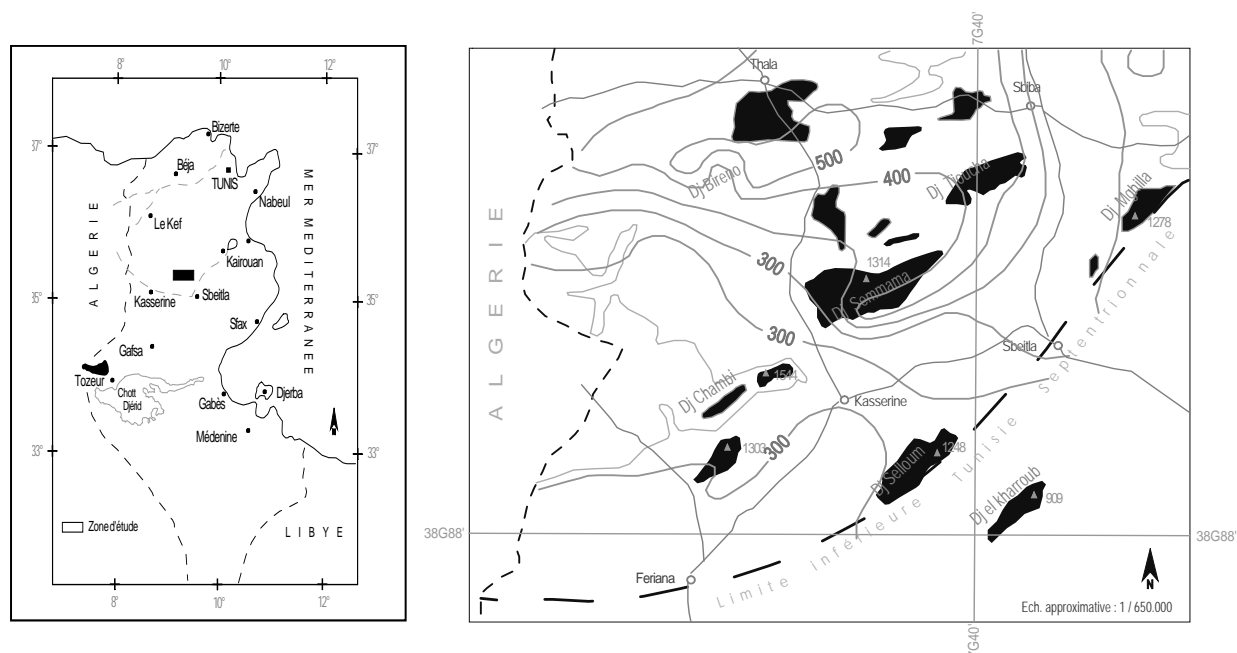 8°
10°
12°
37°
37°
Bizerte
Béja
TUNIS
Nabeul
Le Kef
ALGERIE
MER MEDITERRANEE
Kairouan
35°
35°
Kasserine
Sbeitla
Sfax
Gafsa
Tozeur
Chott
Djérid
Gabès
Djerba
Médenine
33°
33°
LIBYE
Zone d'étude
8°
10°
12°
7G40'
Thala
Sbiba
500
400
Dj Bireno
Dj Tioucha
Dj Mghilla
1278
ALGERIE
300
1314
Dj Semmama
300
Sbeitla
1544
Dj Chambi
Kasserine
300
1303
1248
Dj Selloum
Dj el kharroub
909
38G88'
38G88'
Feriana
Limite inférieure Tunisie Septentrionale
N
Ech. approximative : 1 / 650.000
7G40'